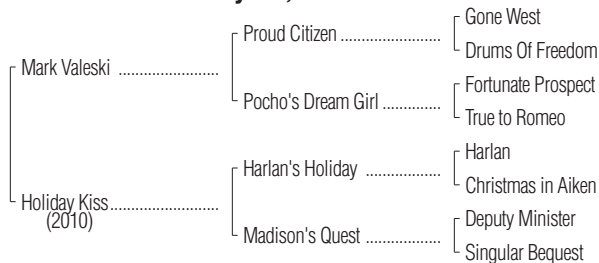 Gone West
Proud Citizen ........................
Drums Of Freedom
Mark Valeski ........................
Fortunate Prospect
Pocho's Dream Girl ..............
True to Romeo
Harlan
Harlan's Holiday ..................
Christmas in Aiken
Holiday Kiss..........................
(2010)
Deputy Minister
Madison's Quest ..................
Singular Bequest